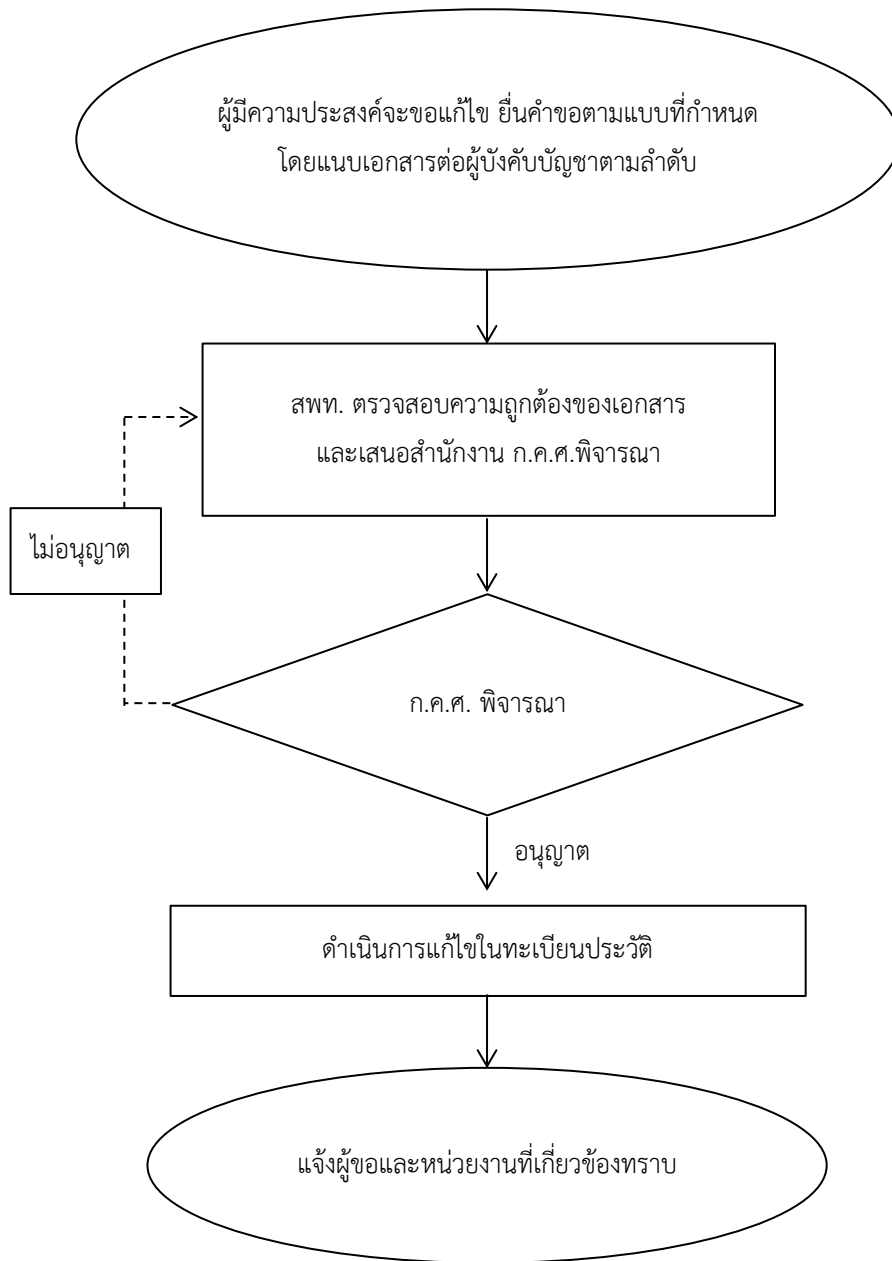 ผู้มีความประสงค์จะขอแก้ไข ยื่นคำขอตามแบบที่กำหนด
โดยแนบเอกสารต่อผู้บังคับบัญชาตามลำดับ
สพท. ตรวจสอบความถูกต้องของเอกสาร
และเสนอสำนักงาน ก.ค.ศ.พิจารณา
ไม่อนุญาต
ก.ค.ศ. พิจารณา
อนุญาต
ดำเนินการแก้ไขในทะเบียนประวัติ
แจ้งผู้ขอและหน่วยงานที่เกี่ยวข้องทราบ